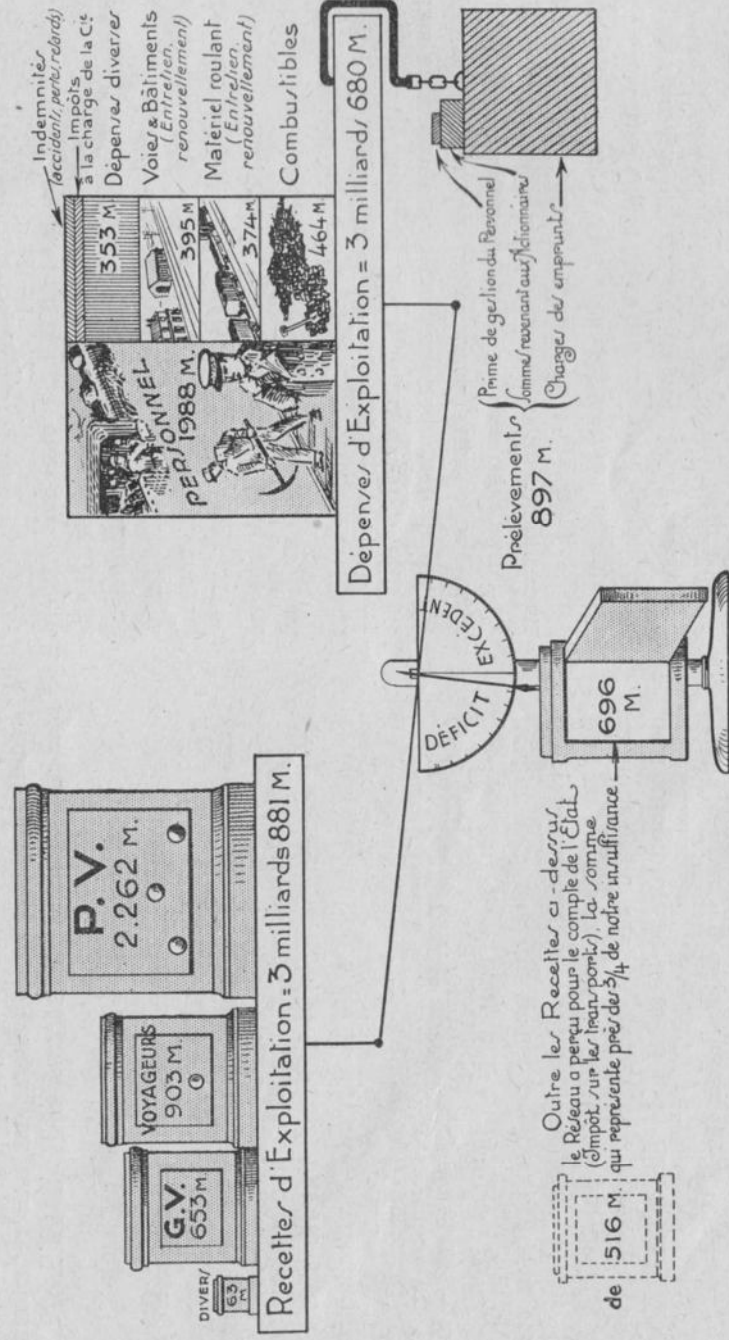 DIVERS
63
M
G.V.
653 M.
VOYAGEURS
903 M.
P.V.
2.262 M.
Recettes d'Exploitation = 3 milliards 881 M.
PERSONNEL
1988 M.
Indemnités
(accidents, pertes, retards)
Impôts
à la charge de la Cie
Dépenses diverses
353 M.
Voies & Bâtiments
(Entretien,
renouvellement)
395 M.
Matériel roulant
(Entretien,
renouvellement)
374 M.
Combustibles
464 M.
Dépenses d'Exploitation = 3 milliards 680 M.
DÉFICIT EXCÉDENT
Prélèvements
897 M.
Prime de gestion du Personnel
Somme revenant aux Actionnaires
Charges des emprunts
696
M.
Outre les Recettes ci-dessus,
le Réseau a perçu pour le compte de l'État
(Impôt sur les transports), la somme
de 516 M. qui représente près des 3/4 de notre insuffisance